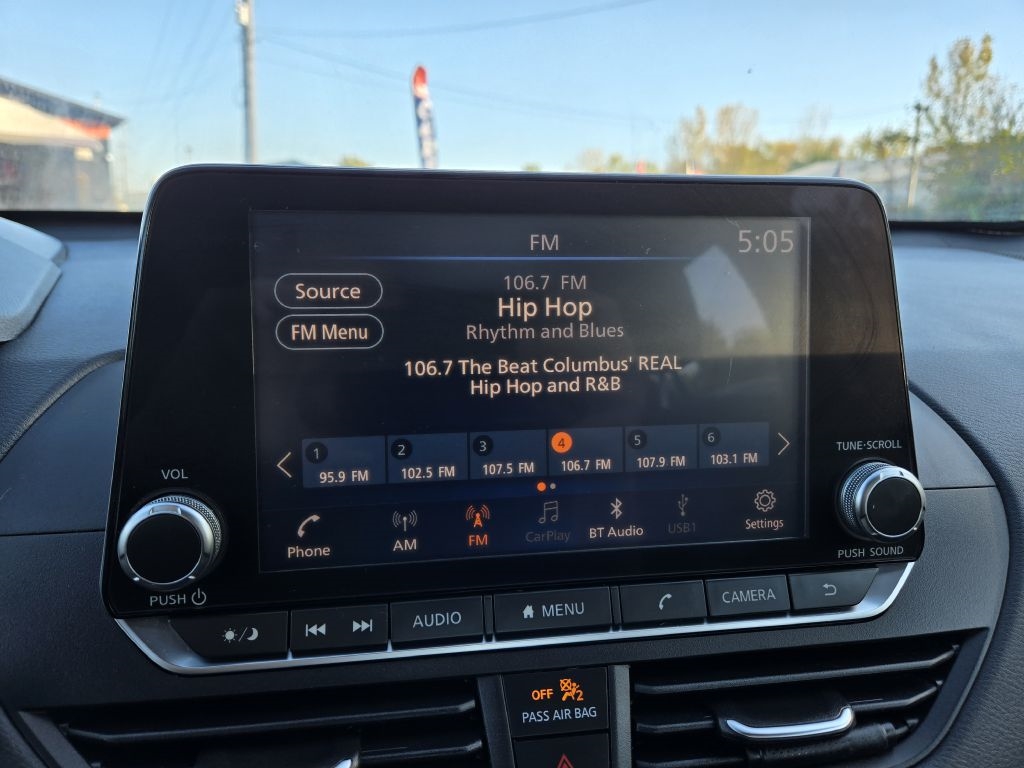 FM
5:05
106.7 FM
Source
Hip Hop
FM Menu
Rhythm and Blues
106.7 The Beat Columbus' REAL
Hip Hop and R&B
1
2
3
4
5
6
95.9 FM
102.5 FM
107.5 FM
106.7 FM
107.9 FM
103.1 FM
VOL
TUNE·SCROLL
Phone
AM
FM
CarPlay
BT Audio
USB1
Settings
PUSH
PUSH SOUND
AUDIO
MENU
CAMERA
OFF
2
PASS AIR BAG